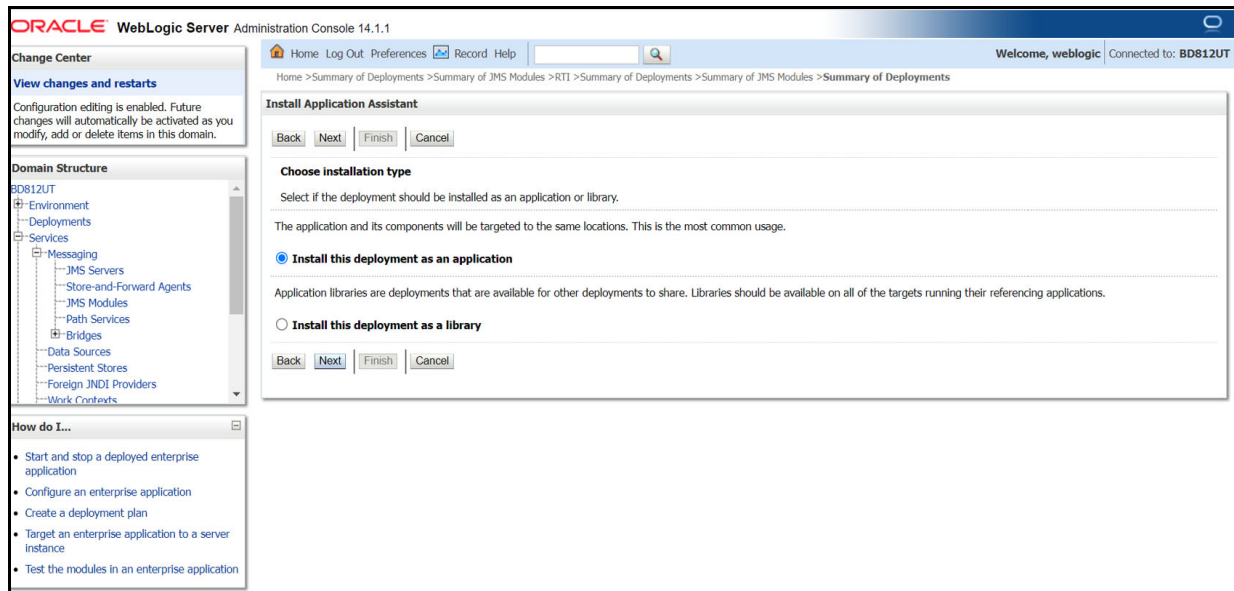 ORACLE WebLogic Server Administration Console 14.1.1
Change Center
View changes and restarts
Configuration editing is enabled. Future
changes will automatically be activated as you
modify, add or delete items in this domain.
Domain Structure
BD812UT
Environment
Deployments
Services
Messaging
JMS Servers
Store-and-Forward Agents
JMS Modules
Path Services
Bridges
Data Sources
Persistent Stores
Foreign JNDI Providers
Work Contexts
How do I...
Start and stop a deployed enterprise
application
Configure an enterprise application
Create a deployment plan
Target an enterprise application to a server
instance
Test the modules in an enterprise application
Home Log Out Preferences Record Help
Welcome, weblogic Connected to: BD812UT
Home >Summary of Deployments >Summary of JMS Modules >RTI >Summary of Deployments >Summary of JMS Modules >Summary of Deployments
Install Application Assistant
Back Next Finish Cancel
Choose installation type
Select if the deployment should be installed as an application or library.
The application and its components will be targeted to the same locations. This is the most common usage.
Install this deployment as an application
Application libraries are deployments that are available for other deployments to share. Libraries should be available on all of the targets running their referencing applications.
Install this deployment as a library
Back Next Finish Cancel